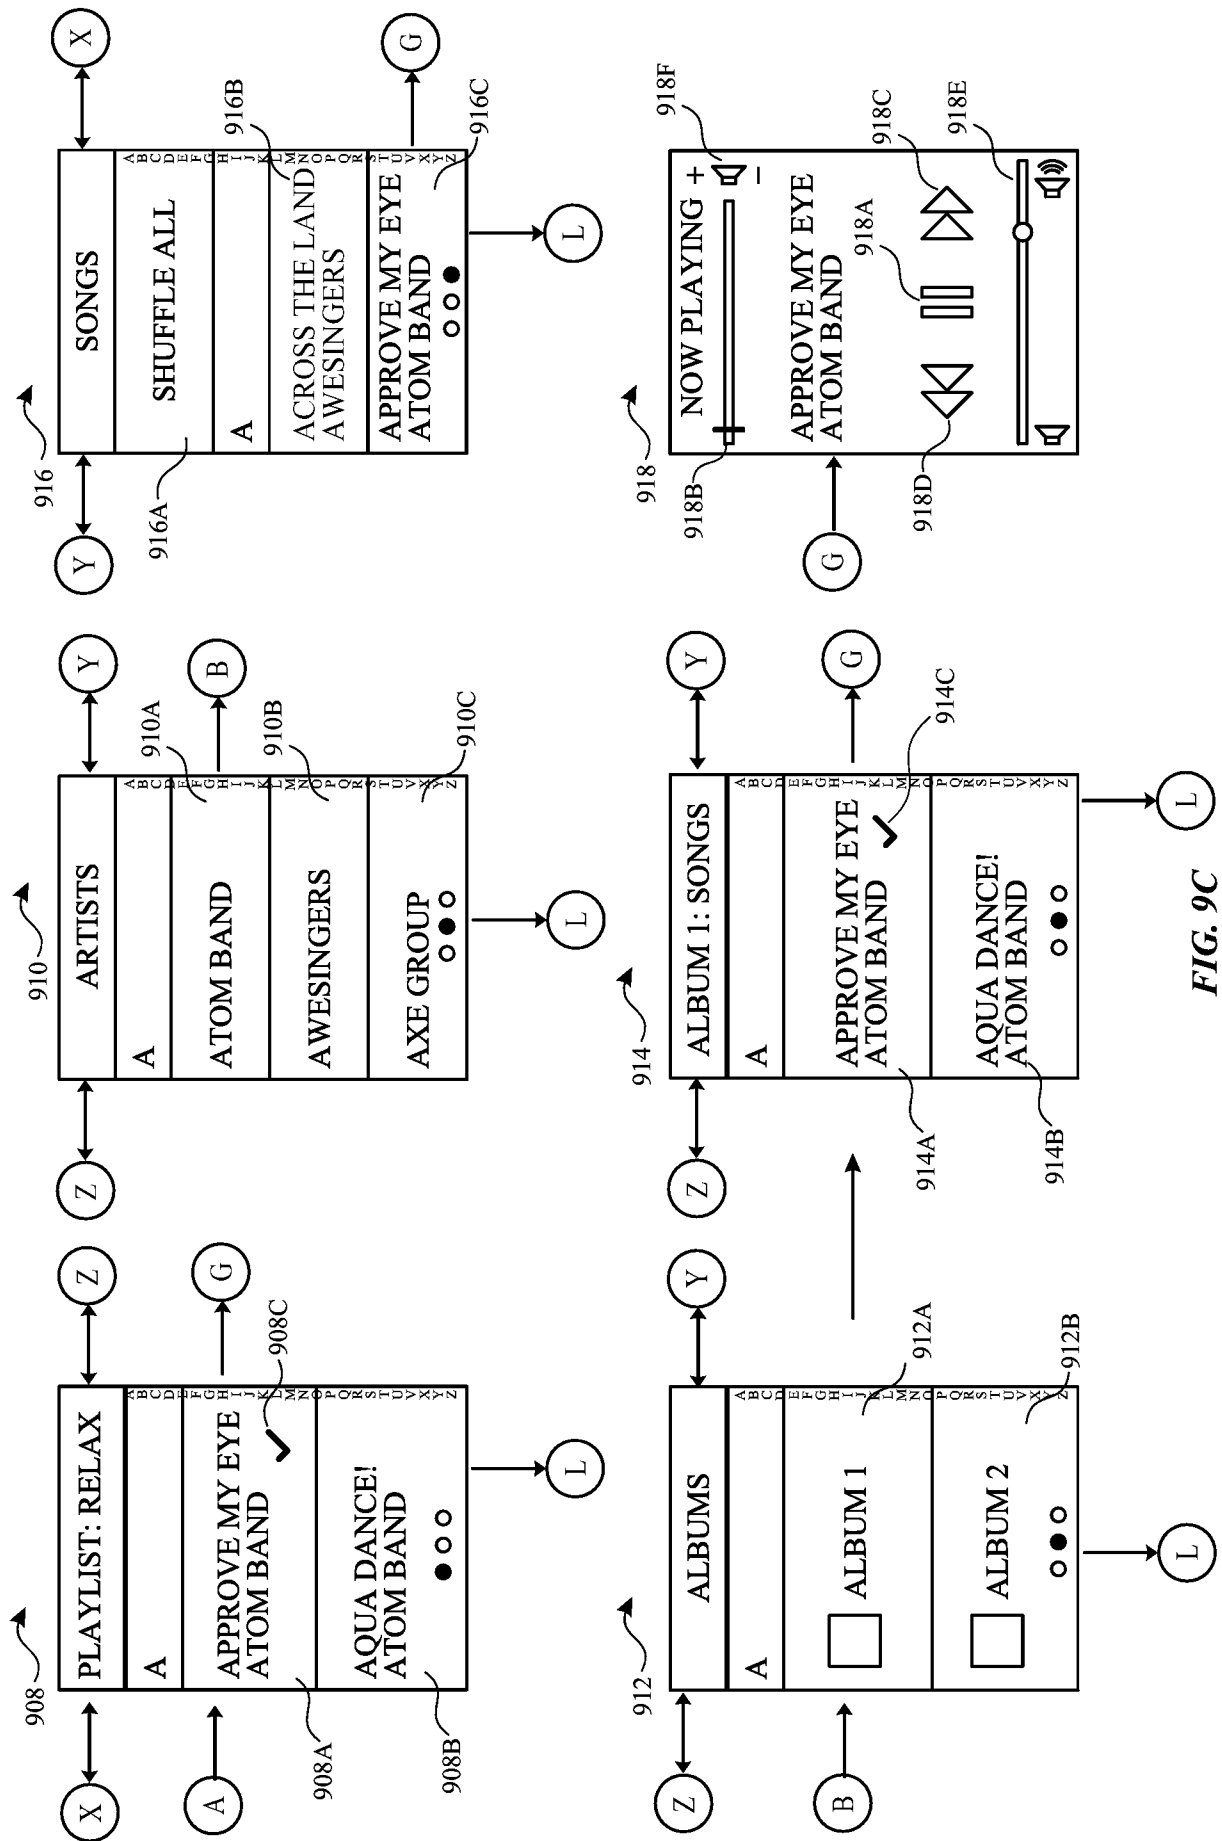 908
X
PLAYLIST: RELAX
Z
A
A
B
C
D
E
F
G
H
I
J
K
L
M
N
O
P
Q
R
S
T
U
V
X
Y
Z
A
APPROVE MY EYE
ATOM BAND
G
908C
908A
AQUA DANCE!
ATOM BAND
908B
L
910
Z
ARTISTS
Y
A
A
B
C
D
E
F
G
H
I
J
K
L
M
N
O
P
Q
R
S
T
U
V
X
Y
Z
910A
ATOM BAND
B
AWESINGERS
910B
AXE GROUP
910C
L
916
Y
SONGS
X
916A
SHUFFLE ALL
A
B
C
D
E
F
G
H
I
J
K
L
M
N
O
P
Q
R
S
T
U
V
X
Y
Z
A
916B
ACROSS THE LAND
AWESINGERS
APPROVE MY EYE
ATOM BAND
G
916C
L
912
Z
ALBUMS
Y
A
A
B
C
D
E
F
G
H
I
J
K
L
M
N
O
P
Q
R
S
T
U
V
X
Y
Z
B
ALBUM 1
912A
ALBUM 2
912B
L
914
Z
ALBUM 1: SONGS
Y
A
A
B
C
D
E
F
G
H
I
J
K
L
M
N
O
P
Q
R
S
T
U
V
X
Y
Z
APPROVE MY EYE
ATOM BAND
G
914C
914A
AQUA DANCE!
ATOM BAND
914B
L
918
NOW PLAYING
+
−
918F
918B
G
APPROVE MY EYE
ATOM BAND
918A
918C
918D
918E
FIG. 9C